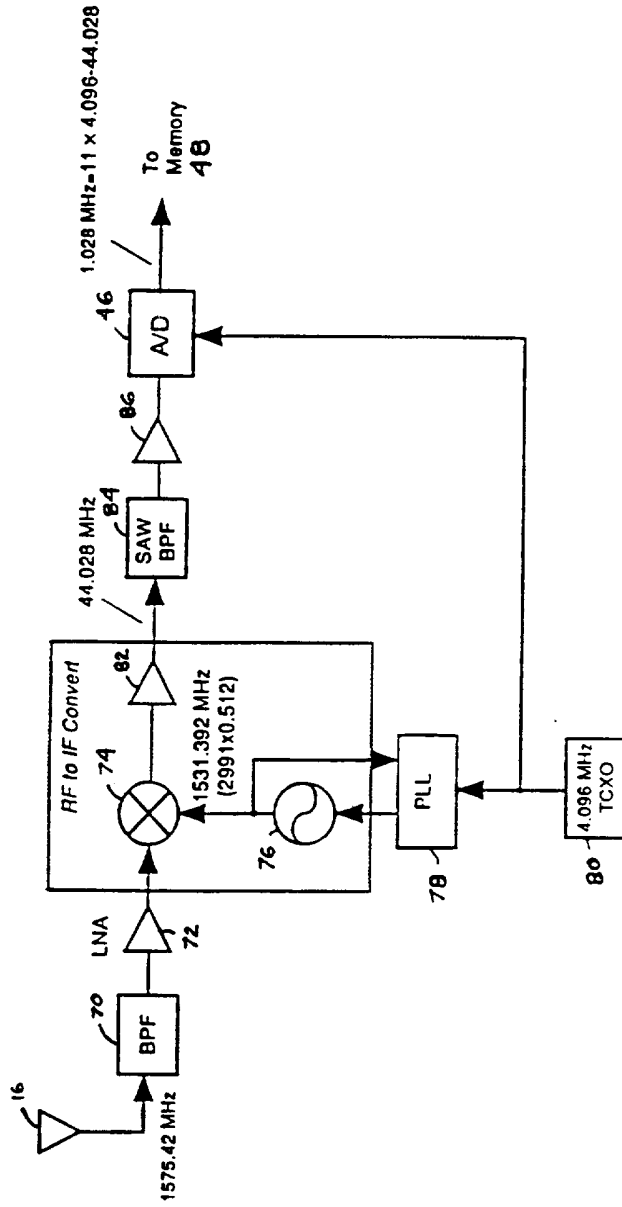 16
1575.42 MHz
70
BPF
LNA
72
RF to IF Convert
74
82
1531.392 MHz
(2991x0.512)
76
PLL
78
4.096 MHz
TCXO
80
44.028 MHz
84
SAW
BPF
86
46
A/D
1.028 MHz=11 x 4.096-44.028
To
Memory
48